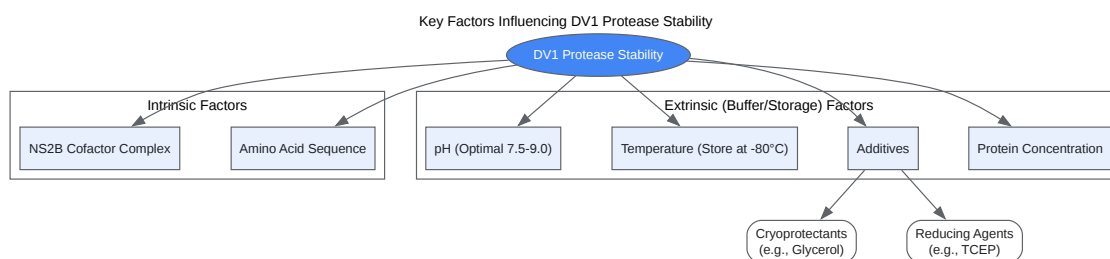 Key Factors Influencing DV1 Protease Stability
DV1 Protease Stability
Intrinsic Factors
Extrinsic (Buffer/Storage) Factors
NS2B Cofactor Complex
Amino Acid Sequence
pH (Optimal 7.5-9.0)
Temperature (Store at -80°C)
Additives
Protein Concentration
Cryoprotectants
(e.g., Glycerol)
Reducing Agents
(e.g., TCEP)